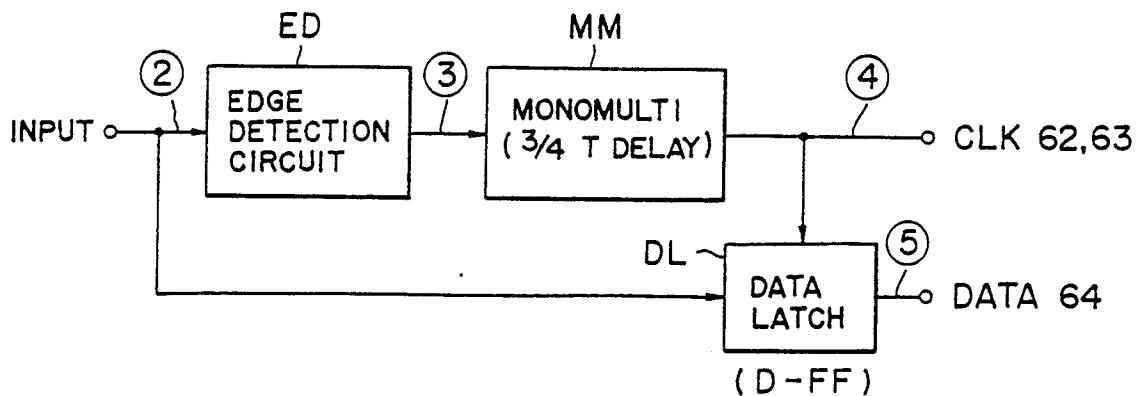 ED
MM
②
③
④
INPUT
EDGE
DETECTION
CIRCUIT
MONOMULTI
(3/4 T DELAY)
CLK 62,63
DL
DATA
LATCH
⑤
DATA 64
(D-FF)